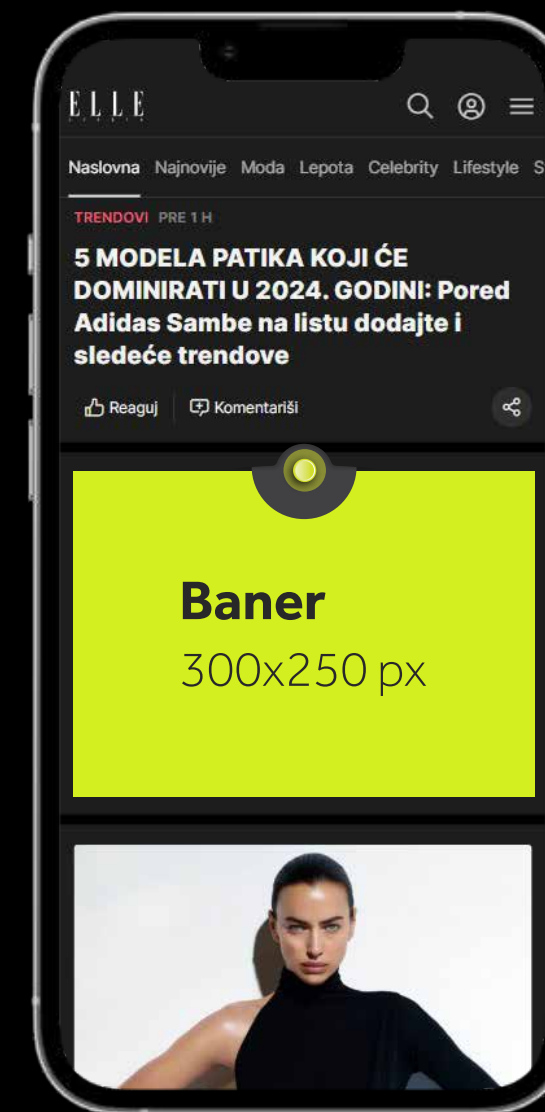 ELLE
Naslovna Najnovije Moda Lepota Celebrity Lifestyle S
TRENDOVI PRE 1 H
5 MODELA PATIKA KOJI ĆE
DOMINIRATI U 2024. GODINI: Pored
Adidas Sambe na listu dodajte i
sledeće trendove
Reaguj Komentariši
Baner
300x250 px